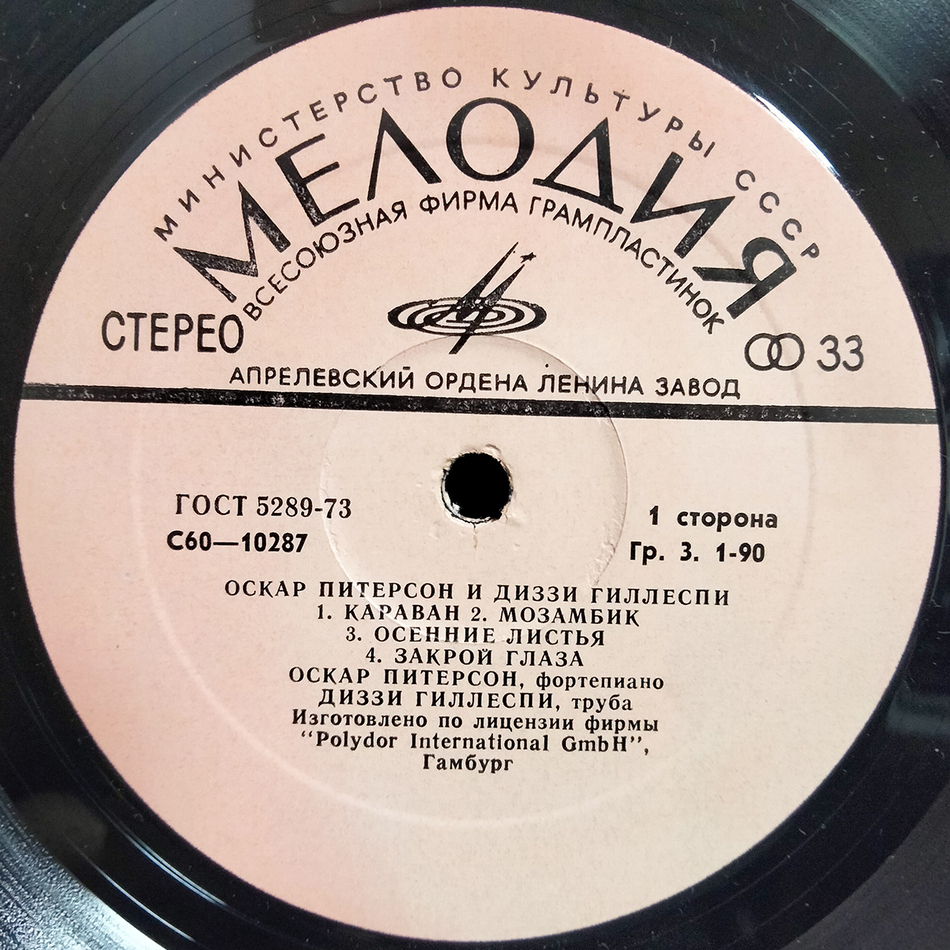 МИНИСТЕРСТВО КУЛЬТУРЫ СССР
МЕЛОДИЯ
ВСЕСОЮЗНАЯ ФИРМА ГРАМПЛАСТИНОК
СТЕРЕО
33
АПРЕЛЕВСКИЙ ОРДЕНА ЛЕНИНА ЗАВОД
ГОСТ 5289-73
1 сторона
С60—10287
Гр. 3. 1-90
ОСКАР ПИТЕРСОН И ДИЗЗИ ГИЛЛЕСПИ
1. КАРАВАН 2. МОЗАМБИК
3. ОСЕННИЕ ЛИСТЬЯ
4. ЗАКРОЙ ГЛАЗА
ОСКАР ПИТЕРСОН, фортепиано
ДИЗЗИ ГИЛЛЕСПИ, труба
Изготовлено по лицензии фирмы
“Polydor International GmbH”,
Гамбург